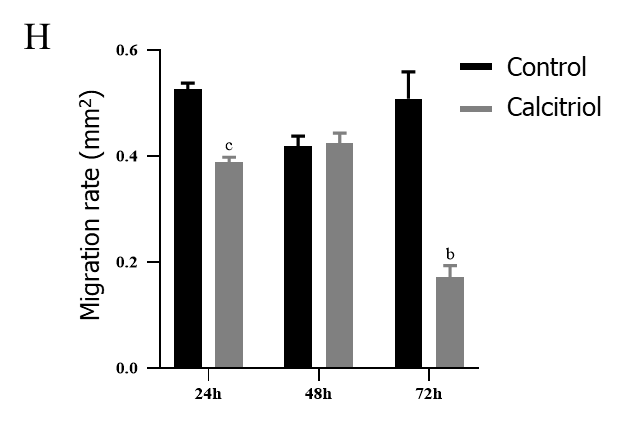 H
Control
Calcitriol
Migration rate (mm²)
0.6
0.4
0.2
0.0
c
b
24h
48h
72h